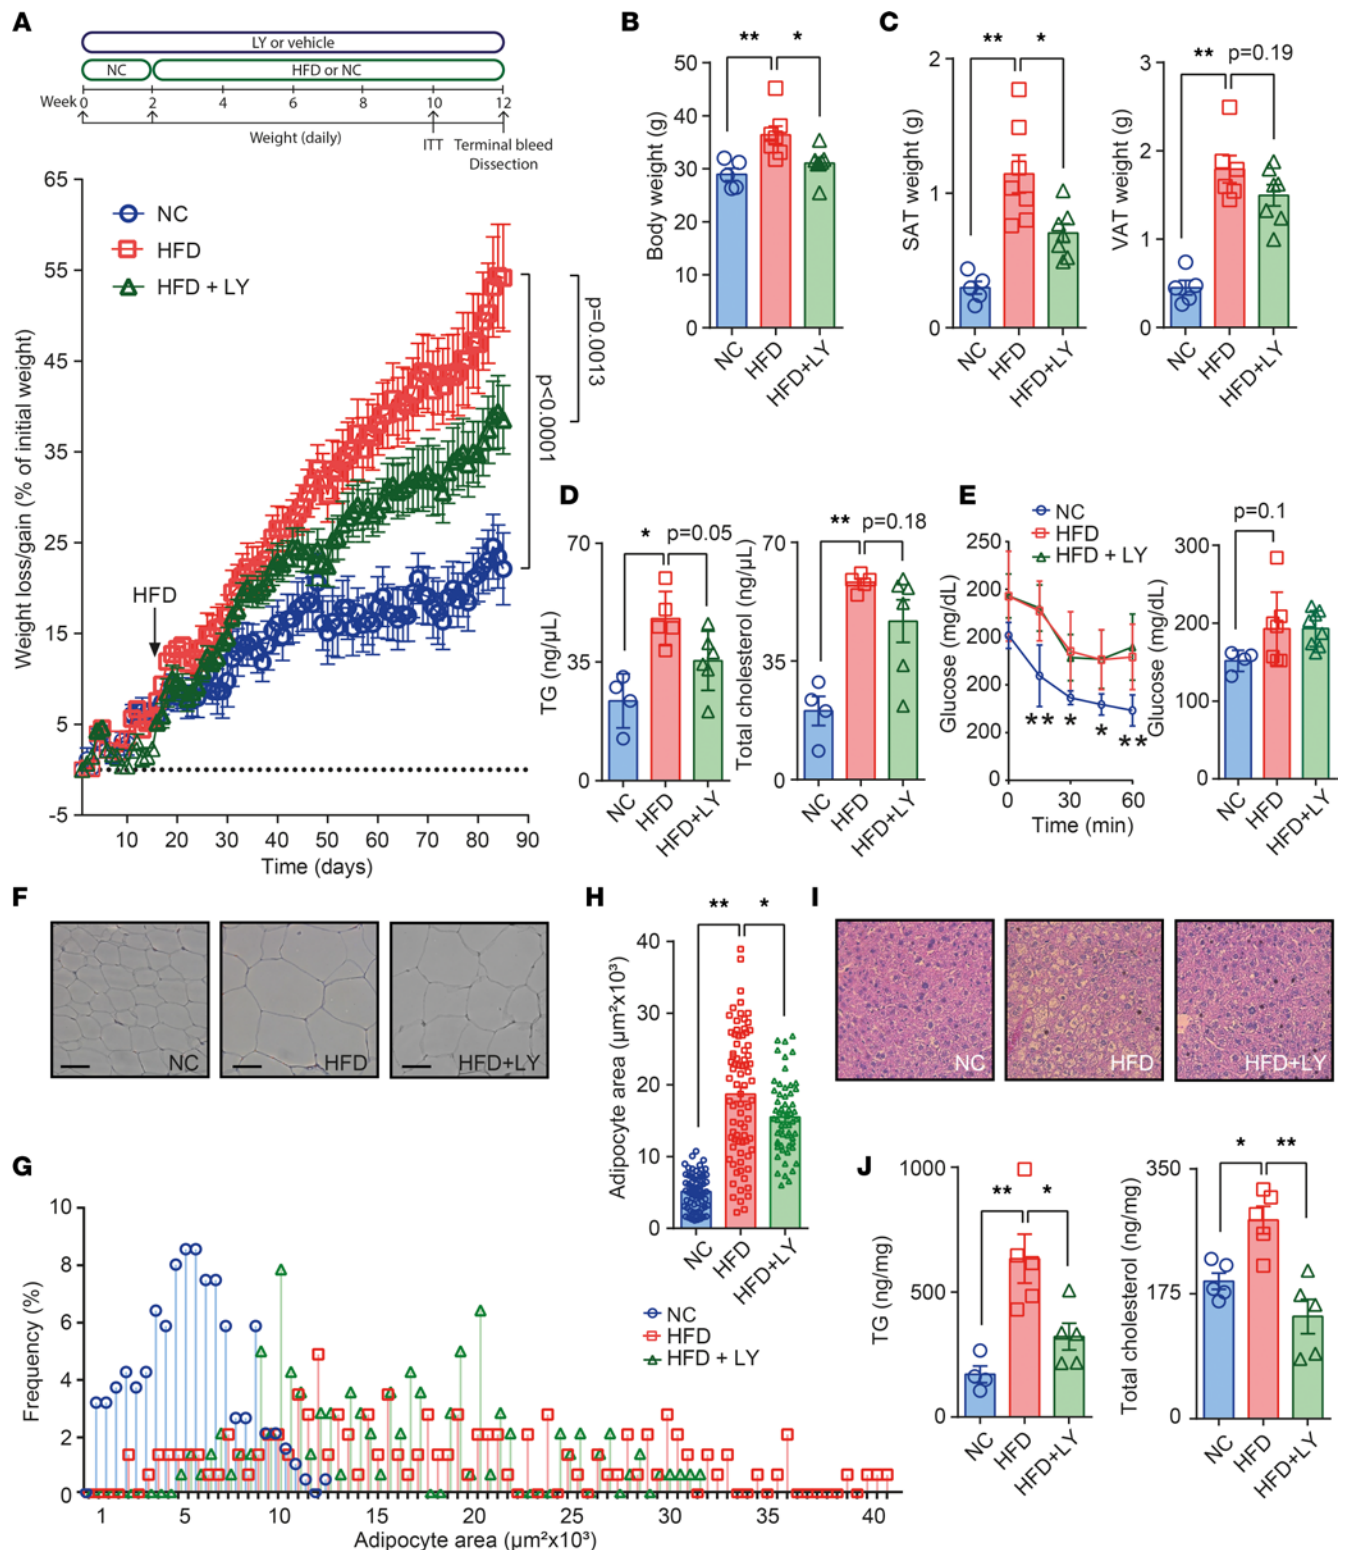 A
LY or vehicle
NC
HFD or NC
Week 0 2 4 6 8 10 12
Weight (daily)
ITT
Terminal bleed
Dissection
Weight loss/gain (% of initial weight)
65
55
45
35
25
15
5
-5
NC
HFD
HFD + LY
HFD
p<0.0001
p=0.0013
10 20 30 40 50 60 70 80 90
Time (days)
B
** *
Body weight (g)
50
40
30
20
10
0
NC
HFD
HFD+LY
C
** *
SAT weight (g)
2
1
0
NC
HFD
HFD+LY
** p=0.19
VAT weight (g)
3
2
1
0
NC
HFD
HFD+LY
D
* p=0.05
TG (ng/µL)
70
35
0
NC
HFD
HFD+LY
** p=0.18
Total cholesterol (ng/µL)
70
35
0
NC
HFD
HFD+LY
E
NC
HFD
HFD + LY
Glucose (mg/dL)
250
200
200
200
200
0
** * * **
0 30 60
Time (min)
p=0.1
Glucose (mg/dL)
300
200
100
0
NC
HFD
HFD+LY
F
NC
HFD
HFD+LY
G
Frequency (%)
10
8
6
4
2
0
1 5 10 15 20 25 30 35 40
Adipocyte area (µm²x10³)
NC
HFD
HFD + LY
H
** *
Adipocyte area (µm²x10³)
40
30
20
10
0
NC
HFD
HFD+LY
I
NC
HFD
HFD+LY
J
** *
TG (ng/mg)
1000
500
0
NC
HFD
HFD+LY
* **
Total cholesterol (ng/mg)
350
175
0
NC
HFD
HFD+LY